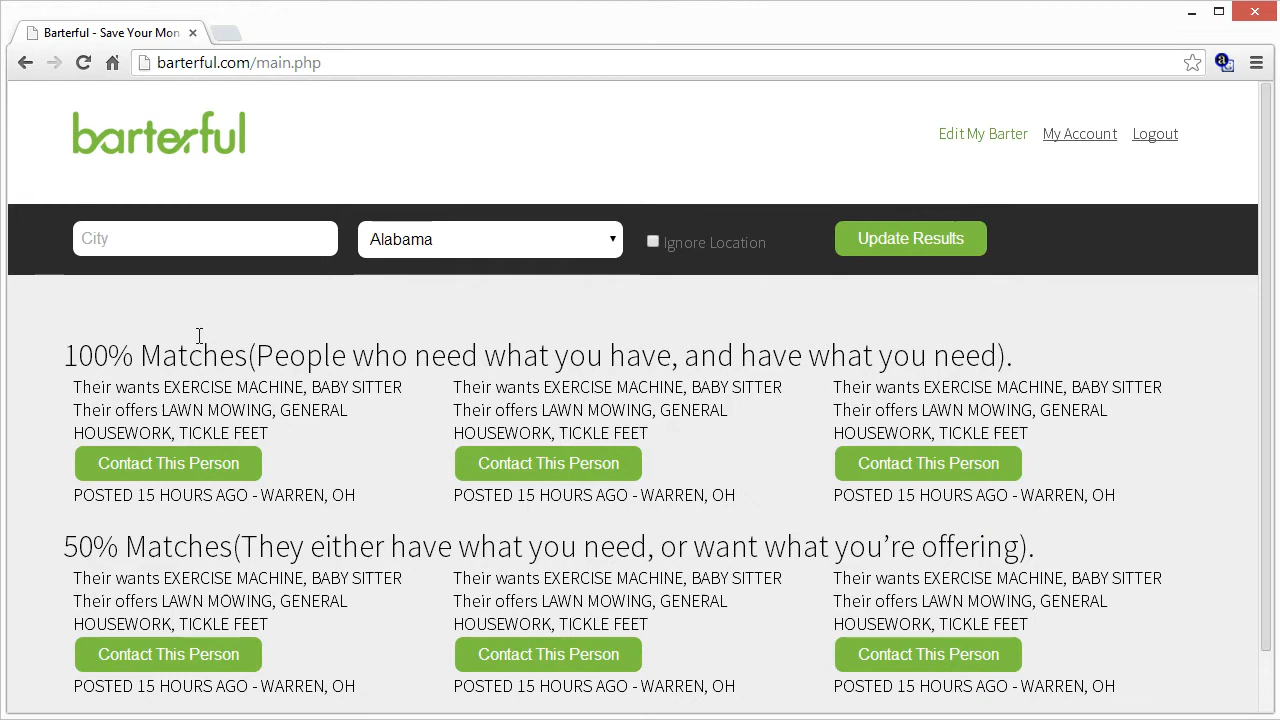 Barterful - Save Your Mon
barterful.com/main.php
barterful
Edit My Barter My Account Logout
City Alabama Ignore Location Update Results
100% Matches(People who need what you have, and have what you need).
Their wants EXERCISE MACHINE, BABY SITTER Their wants EXERCISE MACHINE, BABY SITTER Their wants EXERCISE MACHINE, BABY SITTER
Their offers LAWN MOWING, GENERAL Their offers LAWN MOWING, GENERAL Their offers LAWN MOWING, GENERAL
HOUSEWORK, TICKLE FEET HOUSEWORK, TICKLE FEET HOUSEWORK, TICKLE FEET
Contact This Person Contact This Person Contact This Person
POSTED 15 HOURS AGO - WARREN, OH POSTED 15 HOURS AGO - WARREN, OH POSTED 15 HOURS AGO - WARREN, OH
50% Matches(They either have what you need, or want what you’re offering).
Their wants EXERCISE MACHINE, BABY SITTER Their wants EXERCISE MACHINE, BABY SITTER Their wants EXERCISE MACHINE, BABY SITTER
Their offers LAWN MOWING, GENERAL Their offers LAWN MOWING, GENERAL Their offers LAWN MOWING, GENERAL
HOUSEWORK, TICKLE FEET HOUSEWORK, TICKLE FEET HOUSEWORK, TICKLE FEET
Contact This Person Contact This Person Contact This Person
POSTED 15 HOURS AGO - WARREN, OH POSTED 15 HOURS AGO - WARREN, OH POSTED 15 HOURS AGO - WARREN, OH